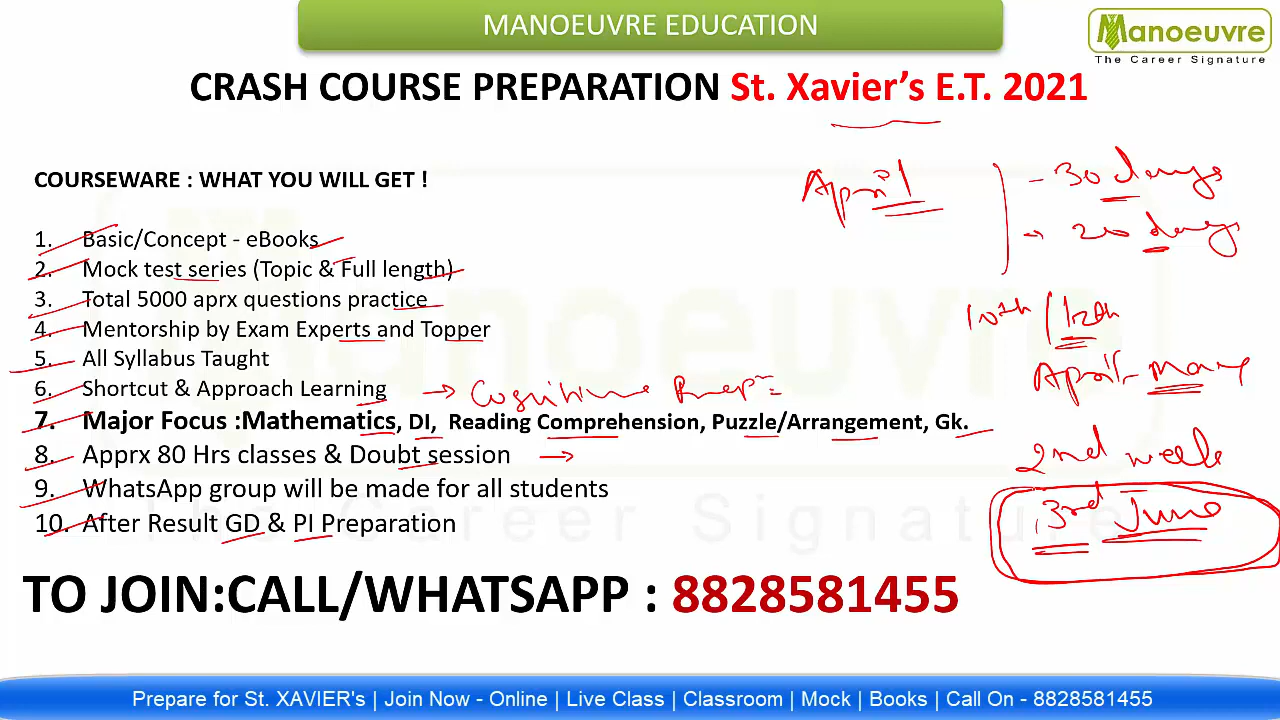 MANOEUVRE EDUCATION
Manoeuvre
The Career Signature
CRASH COURSE PREPARATION St. Xavier's E.T. 2021
COURSEWARE : WHAT YOU WILL GET !
1. Basic/Concept - eBooks
2. Mock test series (Topic & Full length)
3. Total 5000 aprx questions practice
4. Mentorship by Exam Experts and Topper
5. All Syllabus Taught
6. Shortcut & Approach Learning → Cognitive Prep
7. Major Focus :Mathematics, DI, Reading Comprehension, Puzzle/Arrangement, Gk.
8. Apprx 80 Hrs classes & Doubt session →
9. WhatsApp group will be made for all students
10. After Result GD & PI Preparation
April
- 30 days
→ 20 days
10th / 12th
April - May
2nd week
3rd June
TO JOIN:CALL/WHATSAPP : 8828581455
Manoeuvre
The Career Signature
Prepare for St. XAVIER's | Join Now - Online | Live Class | Classroom | Mock | Books | Call On - 8828581455